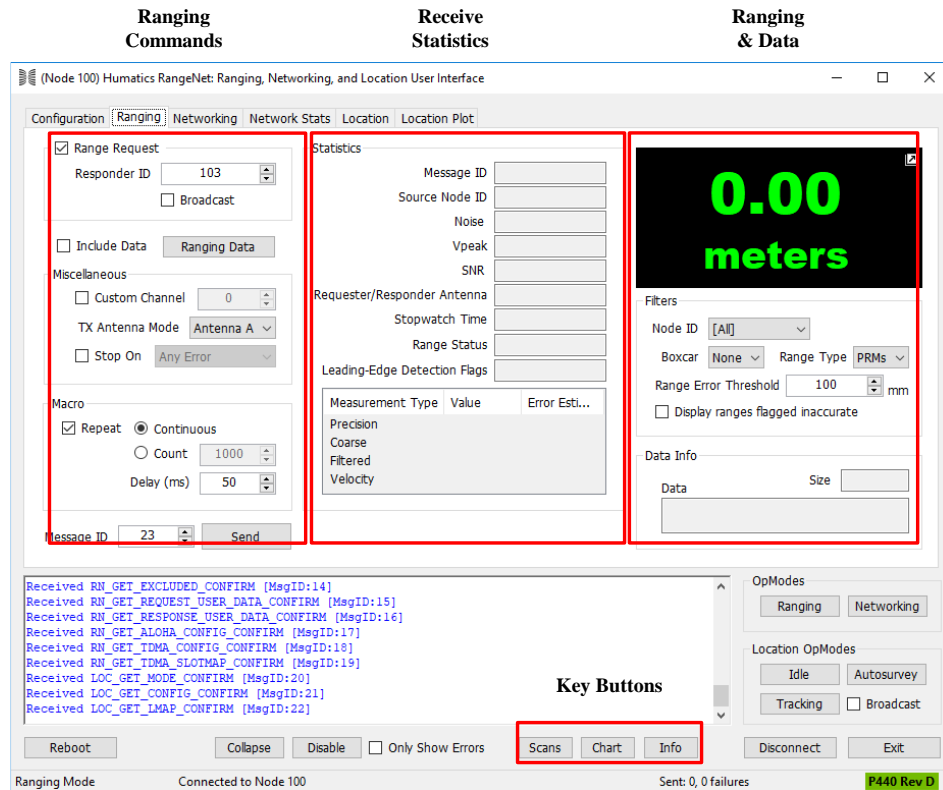 Ranging
Commands
Receive
Statistics
Ranging
& Data
(Node 100) Humatics RangeNet: Ranging, Networking, and Location User Interface
Configuration Ranging Networking Network Stats Location Location Plot
Range Request
Responder ID 103
Broadcast
Include Data Ranging Data
Miscellaneous
Custom Channel 0
TX Antenna Mode Antenna A
Stop On Any Error
Macro
Repeat Continuous
Count 1000
Delay (ms) 50
Message ID 23 Send
Statistics
Message ID
Source Node ID
Noise
Vpeak
SNR
Requester/Responder Antenna
Stopwatch Time
Range Status
Leading-Edge Detection Flags
Measurement Type Value Error Esti...
Precision
Coarse
Filtered
Velocity
0.00
meters
Filters
Node ID [All]
Boxcar None Range Type PRMs
Range Error Threshold 100 mm
Display ranges flagged inaccurate
Data Info
Size
Data
Received RN_GET_EXCLUDED_CONFIRM [MsgID:14]
Received RN_GET_REQUEST_USER_DATA_CONFIRM [MsgID:15]
Received RN_GET_RESPONSE_USER_DATA_CONFIRM [MsgID:16]
Received RN_GET_ALOHA_CONFIG_CONFIRM [MsgID:17]
Received RN_GET_TDMA_CONFIG_CONFIRM [MsgID:18]
Received RN_GET_TDMA_SLOTMAP_CONFIRM [MsgID:19]
Received LOC_GET_MODE_CONFIRM [MsgID:20]
Received LOC_GET_CONFIG_CONFIRM [MsgID:21]
Received LOC_GET_LMAP_CONFIRM [MsgID:22]
Key Buttons
OpModes
Ranging Networking
Location OpModes
Idle Autosurvey
Tracking Broadcast
Reboot Collapse Disable Only Show Errors Scans Chart Info Disconnect Exit
Ranging Mode Connected to Node 100 Sent: 0, 0 failures P440 Rev D